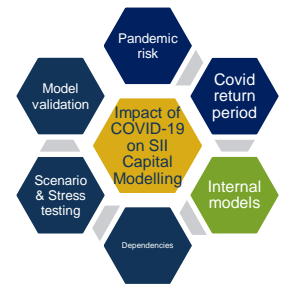 Pandemic
risk
Covid
return
period
Internal
models
Dependencies
Scenario
& Stress
testing
Model
validation
Impact of
COVID-19
on SII
Capital
Modelling